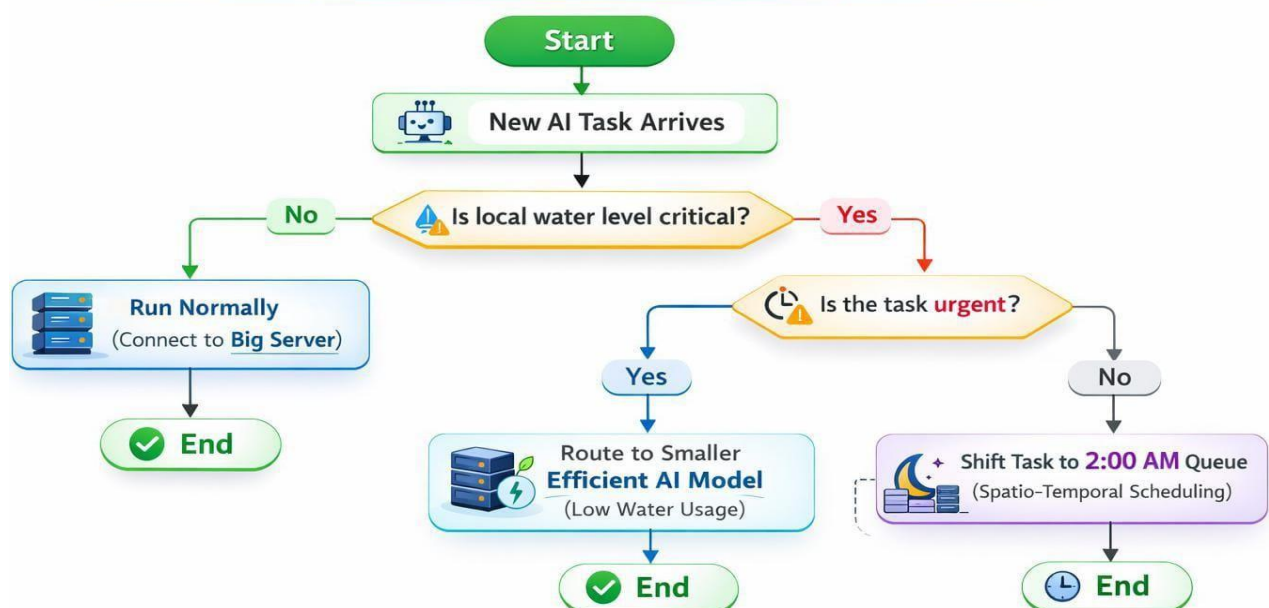 Start
New AI Task Arrives
Is local water level critical?
No
Yes
Run Normally
(Connect to Big Server)
End
Is the task urgent?
Yes
No
Route to Smaller
Efficient AI Model
(Low Water Usage)
End
Shift Task to 2:00 AM Queue
(Spatio-Temporal Scheduling)
End